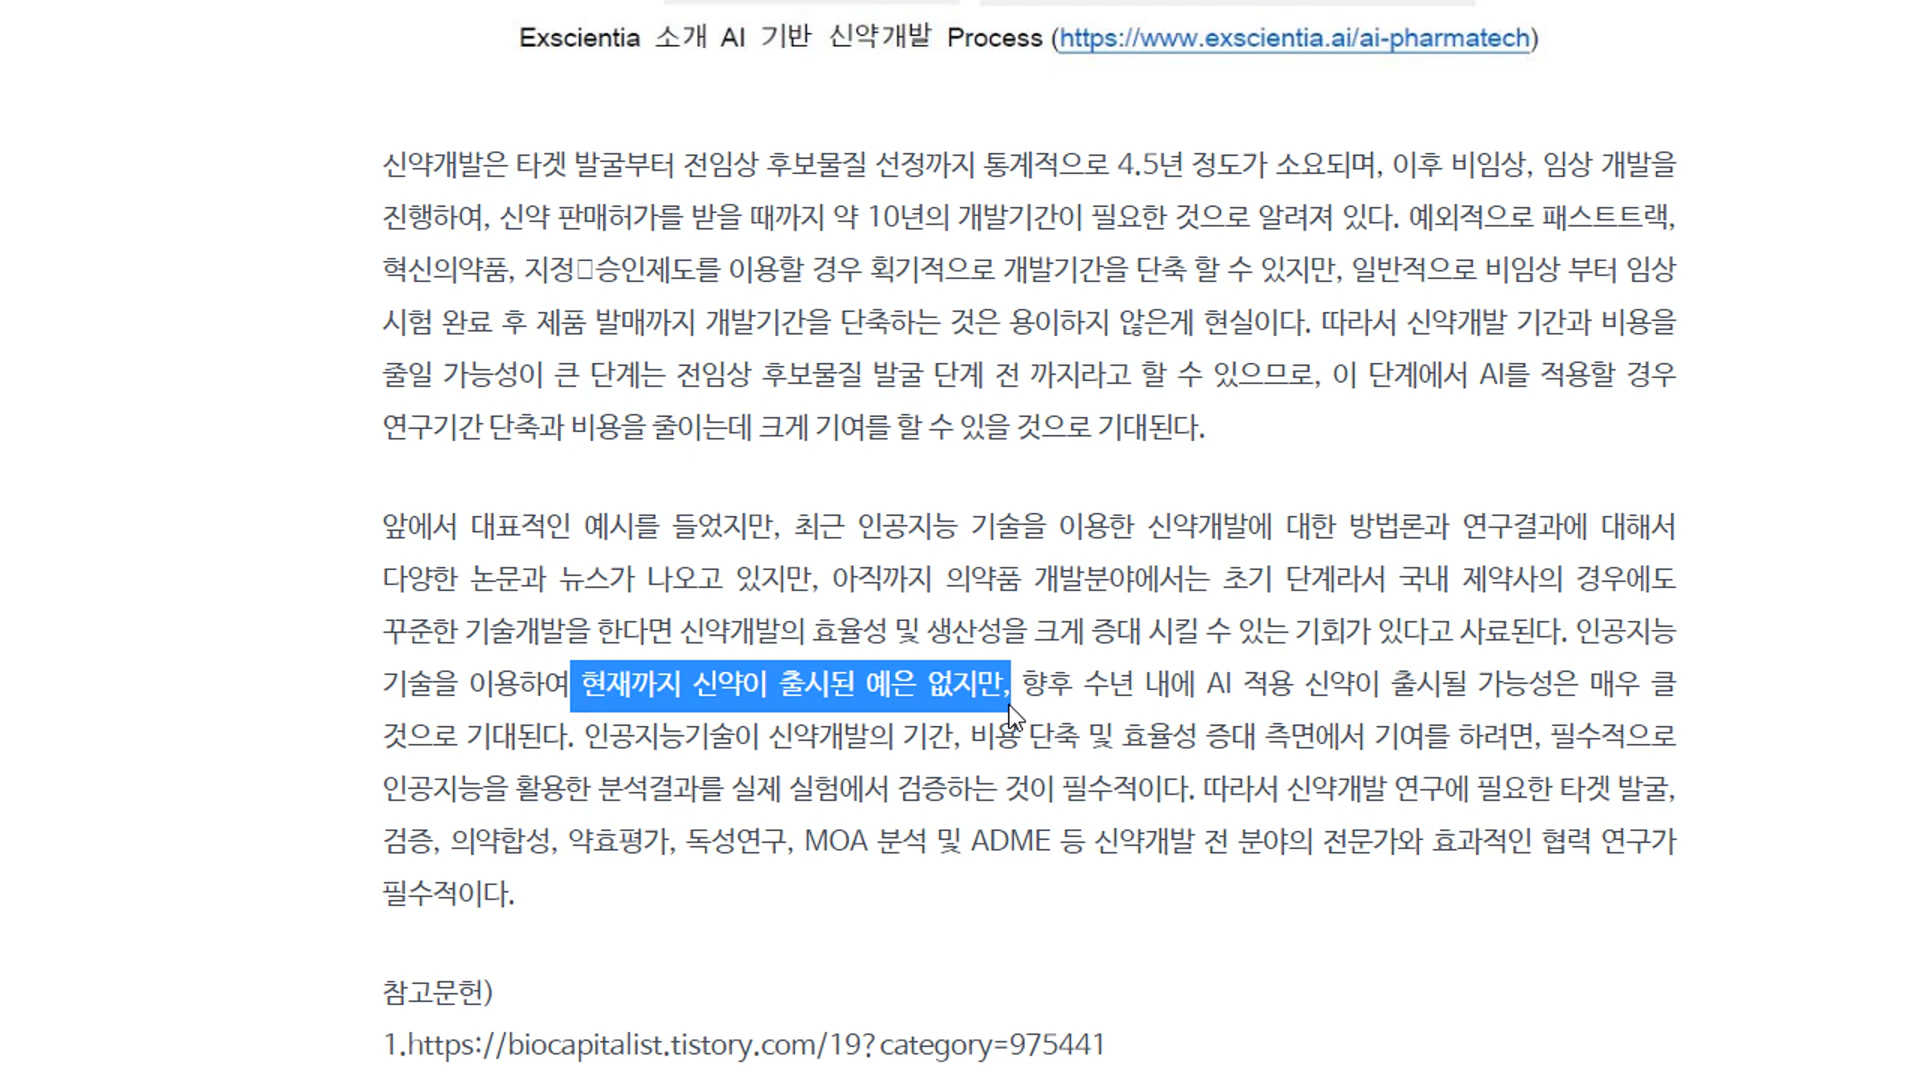 Exscientia 소개 AI 기반 신약개발 Process (https://www.exscientia.ai/ai-pharmatech)
신약개발은 타겟 발굴부터 전임상 후보물질 선정까지 통계적으로 4.5년 정도가 소요되며, 이후 비임상, 임상 개발을
진행하여, 신약 판매허가를 받을 때까지 약 10년의 개발기간이 필요한 것으로 알려져 있다. 예외적으로 패스트트랙,
혁신의약품, 지정□승인제도를 이용할 경우 획기적으로 개발기간을 단축 할 수 있지만, 일반적으로 비임상 부터 임상
시험 완료 후 제품 발매까지 개발기간을 단축하는 것은 용이하지 않은게 현실이다. 따라서 신약개발 기간과 비용을
줄일 가능성이 큰 단계는 전임상 후보물질 발굴 단계 전 까지라고 할 수 있으므로, 이 단계에서 AI를 적용할 경우
연구기간 단축과 비용을 줄이는데 크게 기여를 할 수 있을 것으로 기대된다.
앞에서 대표적인 예시를 들었지만, 최근 인공지능 기술을 이용한 신약개발에 대한 방법론과 연구결과에 대해서
다양한 논문과 뉴스가 나오고 있지만, 아직까지 의약품 개발분야에서는 초기 단계라서 국내 제약사의 경우에도
꾸준한 기술개발을 한다면 신약개발의 효율성 및 생산성을 크게 증대 시킬 수 있는 기회가 있다고 사료된다. 인공지능
기술을 이용하여 현재까지 신약이 출시된 예은 없지만, 향후 수년 내에 AI 적용 신약이 출시될 가능성은 매우 클
것으로 기대된다. 인공지능기술이 신약개발의 기간, 비용 단축 및 효율성 증대 측면에서 기여를 하려면, 필수적으로
인공지능을 활용한 분석결과를 실제 실험에서 검증하는 것이 필수적이다. 따라서 신약개발 연구에 필요한 타겟 발굴,
검증, 의약합성, 약효평가, 독성연구, MOA 분석 및 ADME 등 신약개발 전 분야의 전문가와 효과적인 협력 연구가
필수적이다.
참고문헌)
1.https://biocapitalist.tistory.com/19?category=975441